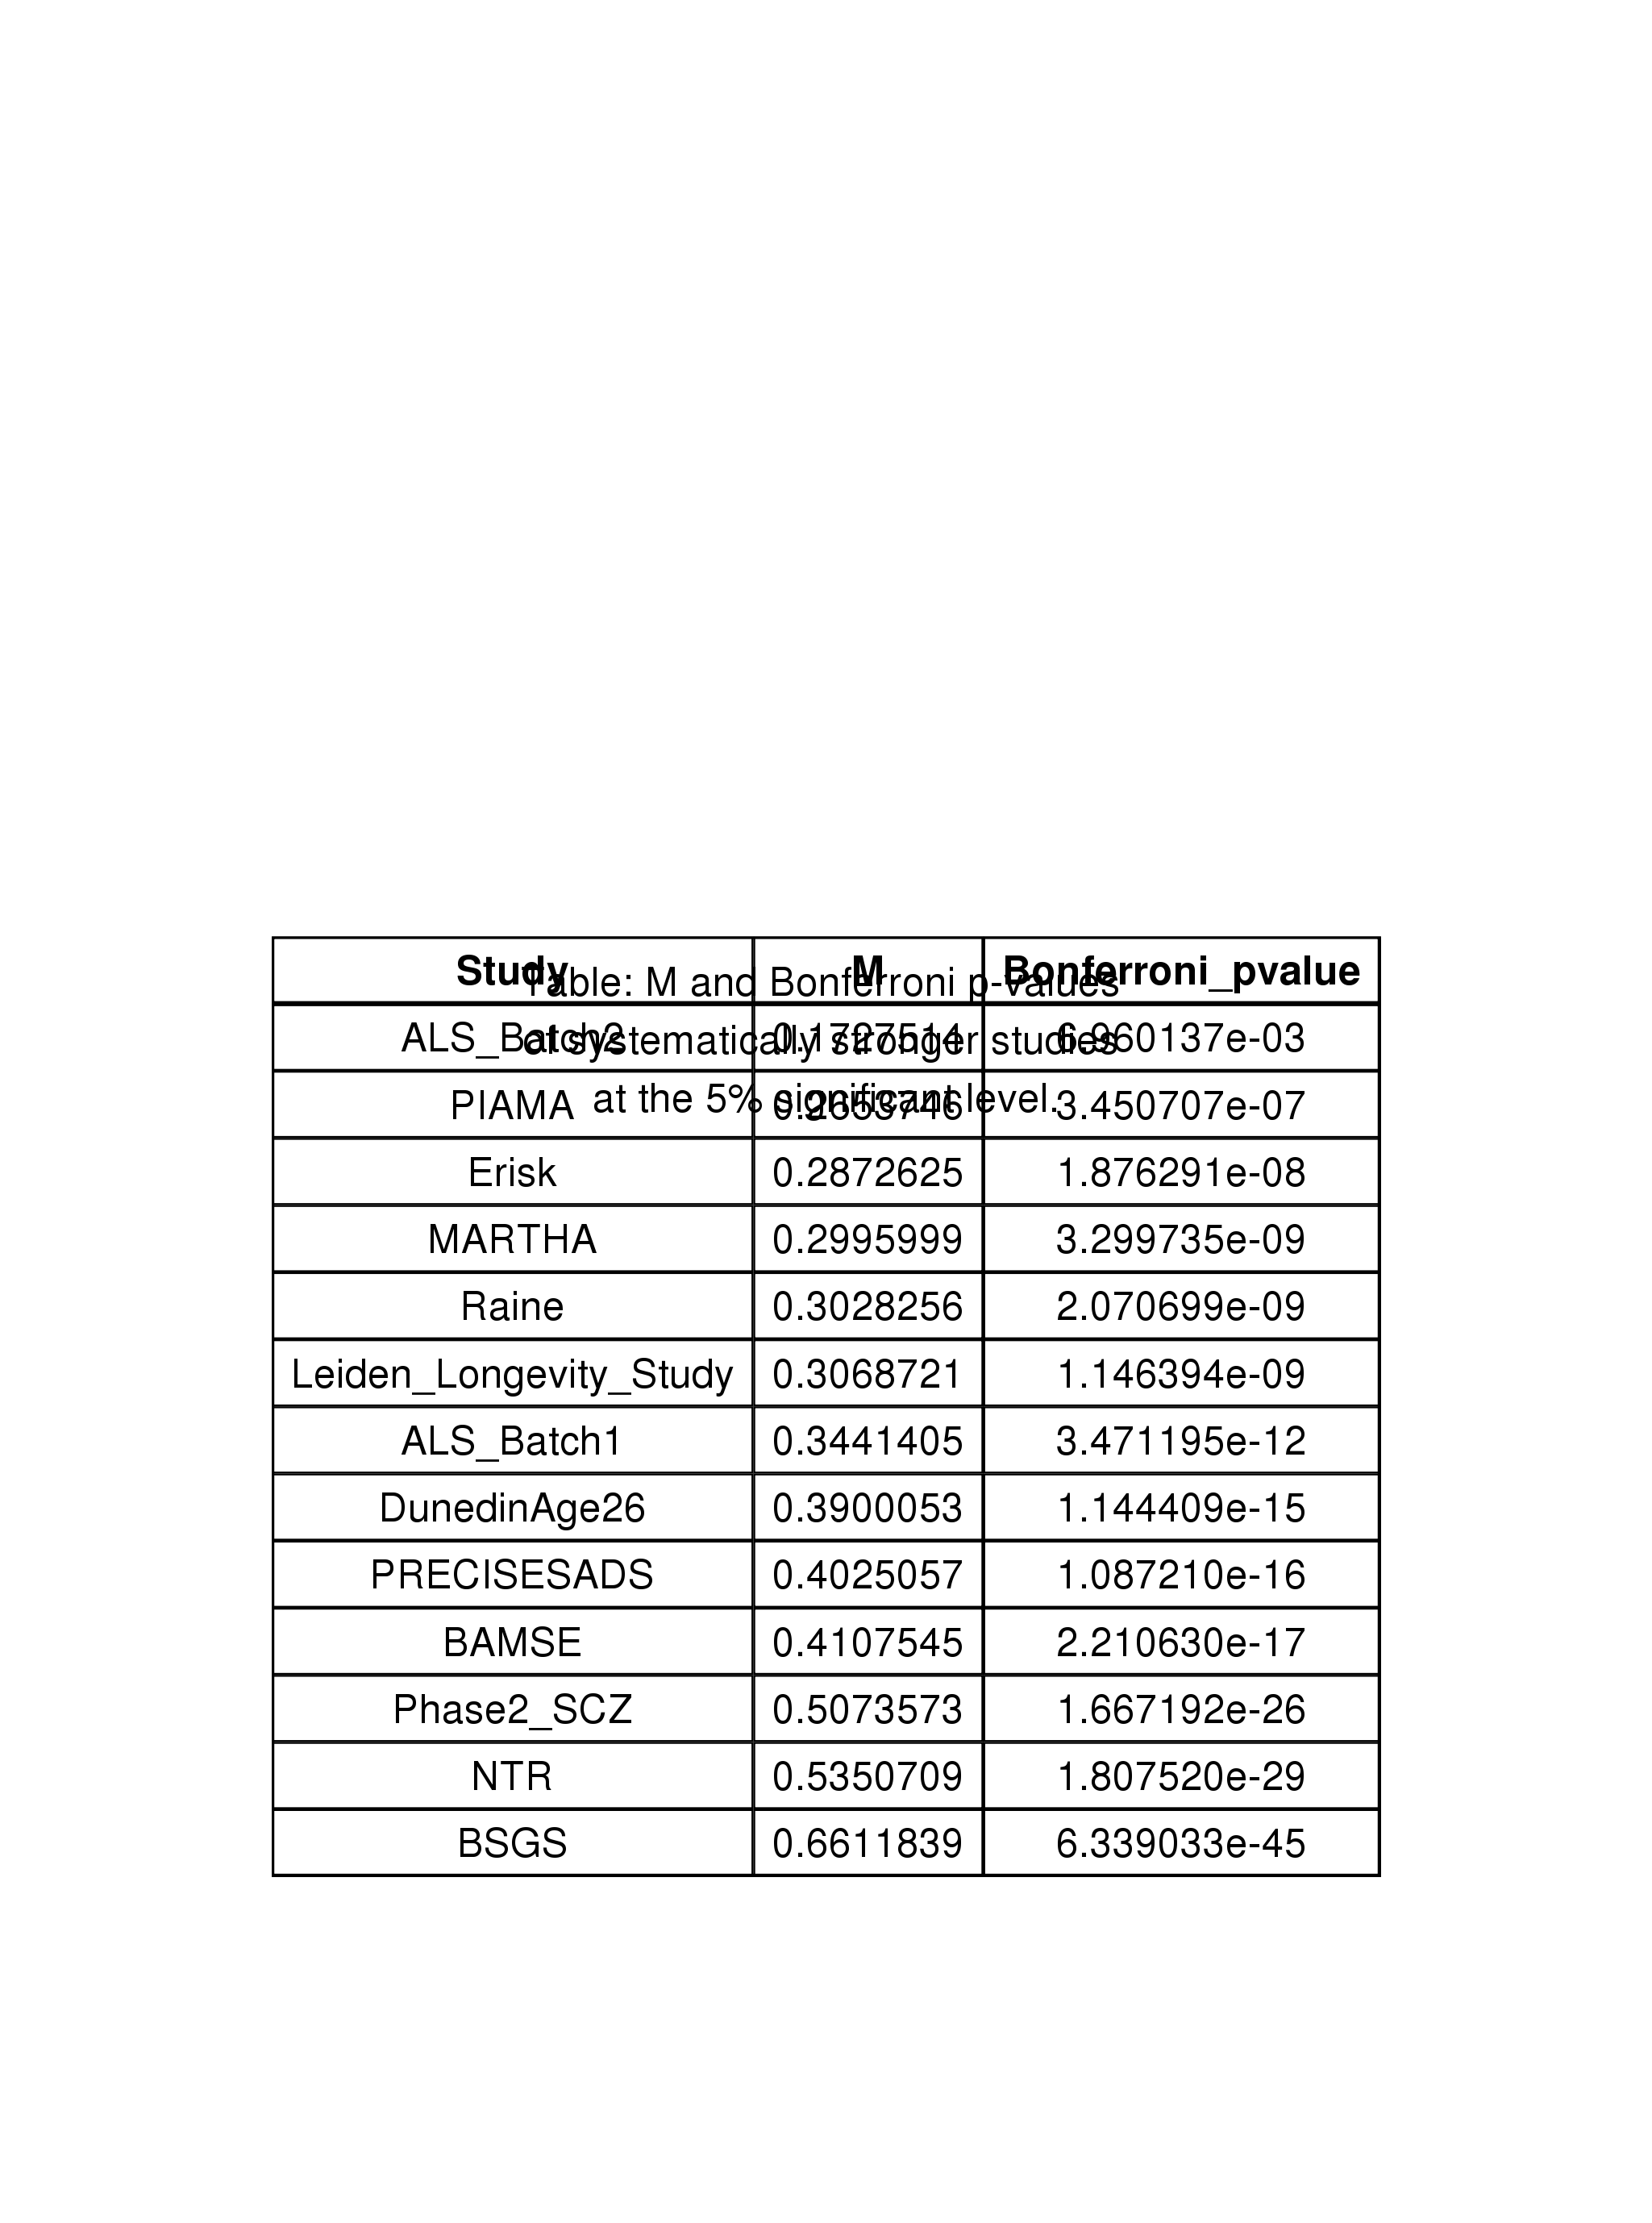 Study M Bonferroni_pvalue
Table: M and Bonferroni p-values
of systematically stronger studies
at the 5% significant level.
ALS_Batch2 0.1727514 6.960137e-03
PIAMA 0.2653746 3.450707e-07
Erisk 0.2872625 1.876291e-08
MARTHA 0.2995999 3.299735e-09
Raine 0.3028256 2.070699e-09
Leiden_Longevity_Study 0.3068721 1.146394e-09
ALS_Batch1 0.3441405 3.471195e-12
DunedinAge26 0.3900053 1.144409e-15
PRECISESADS 0.4025057 1.087210e-16
BAMSE 0.4107545 2.210630e-17
Phase2_SCZ 0.5073573 1.667192e-26
NTR 0.5350709 1.807520e-29
BSGS 0.6611839 6.339033e-45